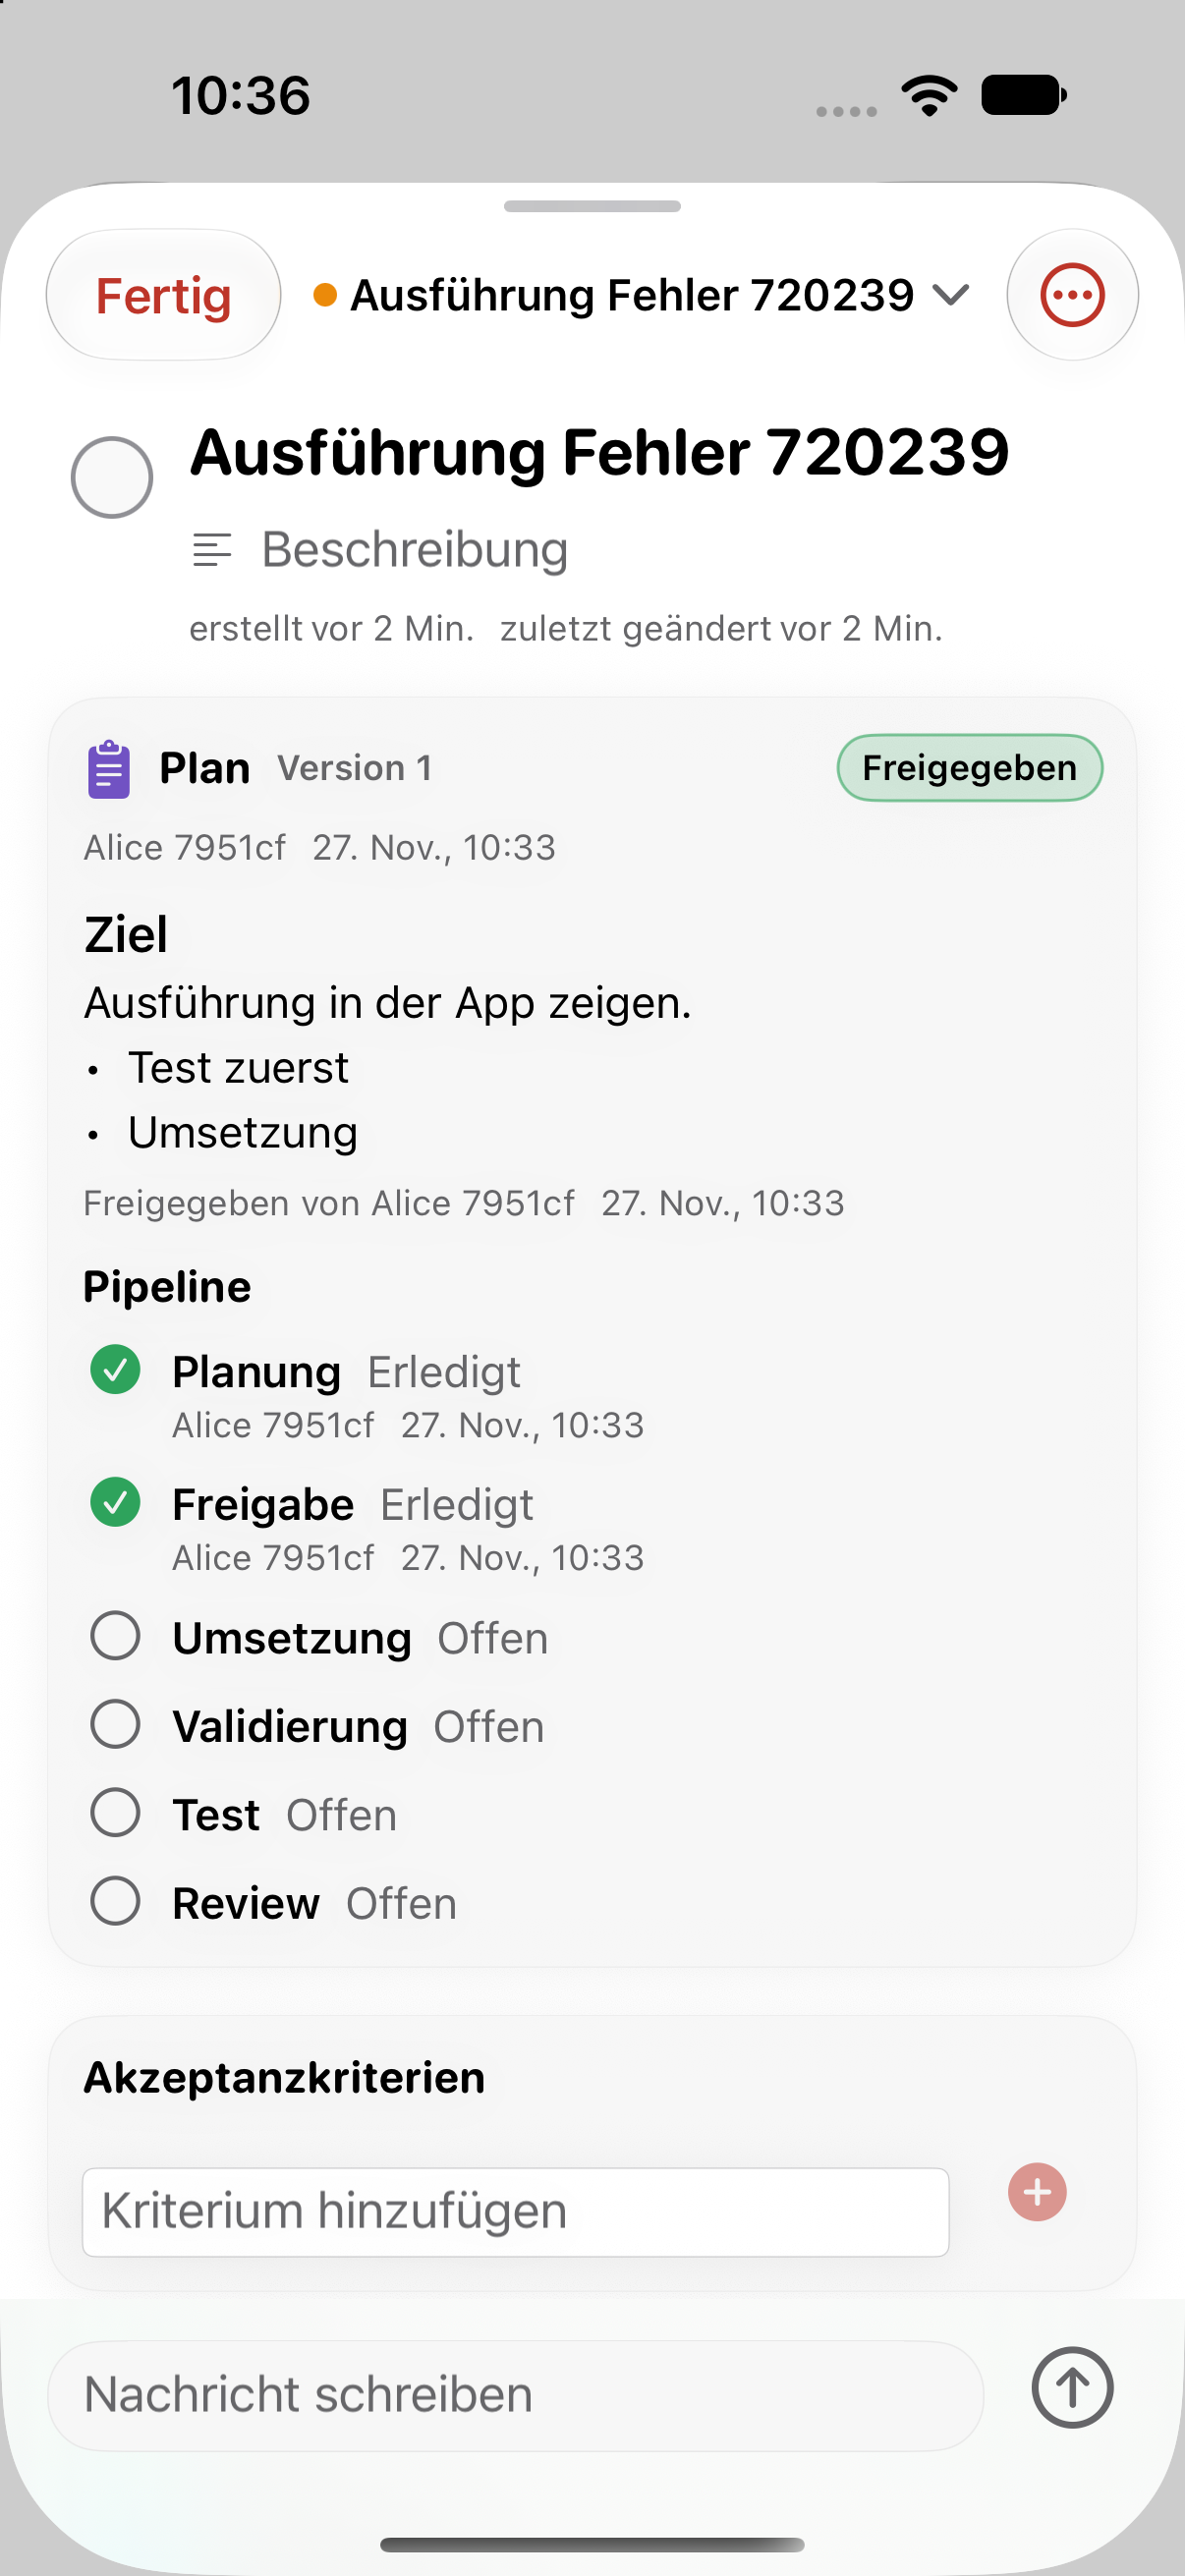 10:36
Fertig
Ausführung Fehler 720239
Ausführung Fehler 720239
Beschreibung
erstellt vor 2 Min. zuletzt geändert vor 2 Min.
Plan Version 1 Freigegeben
Alice 7951cf 27. Nov., 10:33
Ziel
Ausführung in der App zeigen.
• Test zuerst
• Umsetzung
Freigegeben von Alice 7951cf 27. Nov., 10:33
Pipeline
Planung Erledigt
Alice 7951cf 27. Nov., 10:33
Freigabe Erledigt
Alice 7951cf 27. Nov., 10:33
Umsetzung Offen
Validierung Offen
Test Offen
Review Offen
Akzeptanzkriterien
Kriterium hinzufügen
Nachricht schreiben